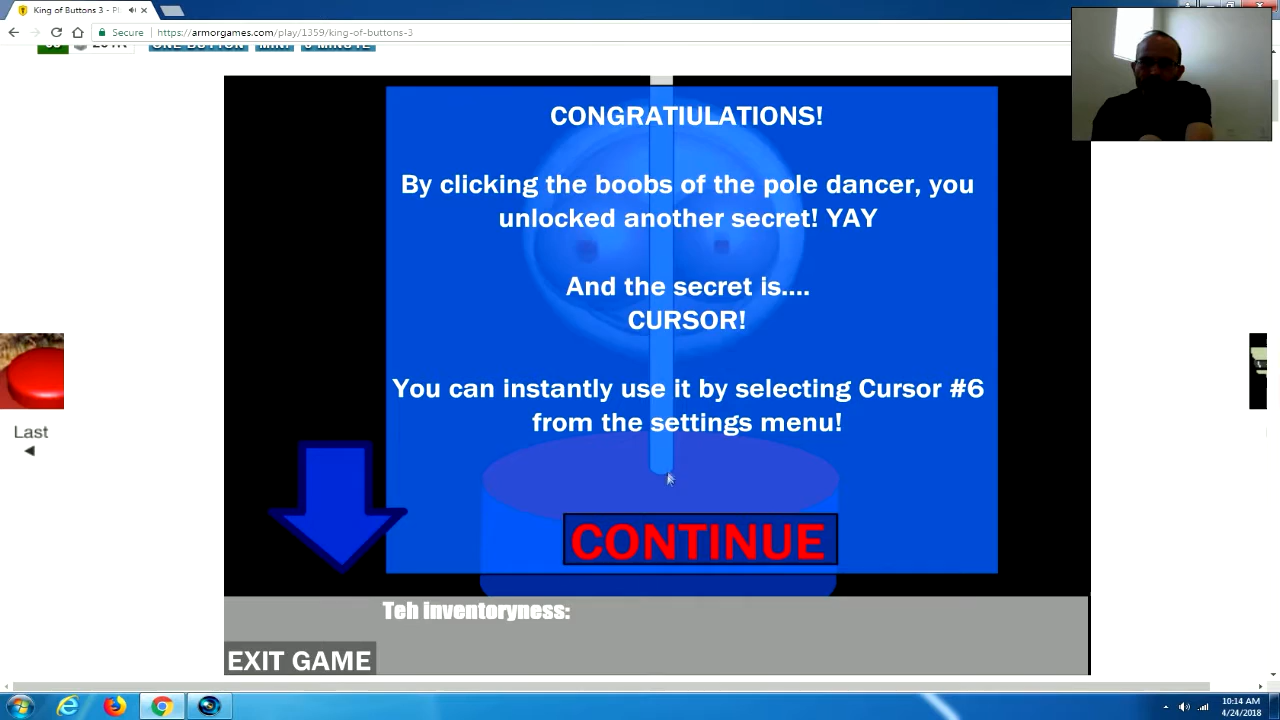 King of Buttons 3 - Pl
Secure
https://armorgames.com/play/1359/king-of-buttons-3
CONGRATIULATIONS!
By clicking the boobs of the pole dancer, you
unlocked another secret! YAY
And the secret is....
CURSOR!
You can instantly use it by selecting Cursor #6
from the settings menu!
Last
CONTINUE
Teh inventoryness:
EXIT GAME
10:14 AM
4/24/2018